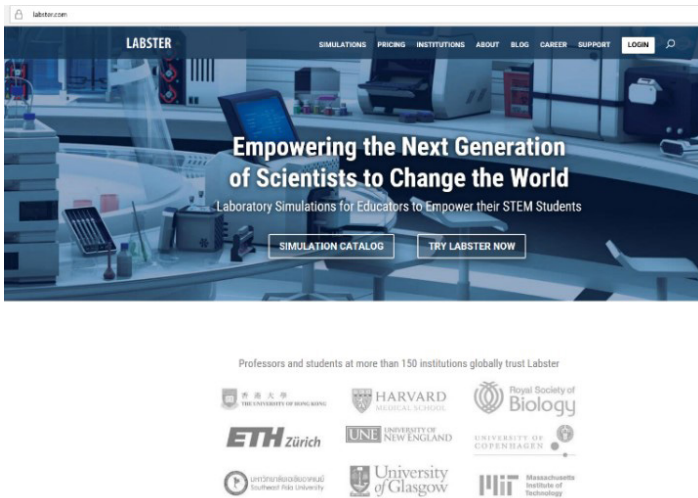 labster.com
LABSTER
SIMULATIONS PRICING INSTITUTIONS ABOUT BLOG CAREER SUPPORT LOGIN
Empowering the Next Generation
of Scientists to Change the World
Laboratory Simulations for Educators to Empower their STEM Students
SIMULATION CATALOG TRY LABSTER NOW
Professors and students at more than 150 institutions globally trust Labster
香港大學
THE UNIVERSITY OF HONG KONG
HARVARD
MEDICAL SCHOOL
Royal Society of
Biology
ETH Zürich
UNE UNIVERSITY OF
NEW ENGLAND
UNIVERSITY OF
COPENHAGEN
Southeast Asia University
University
of Glasgow
Massachusetts
Institute of
Technology